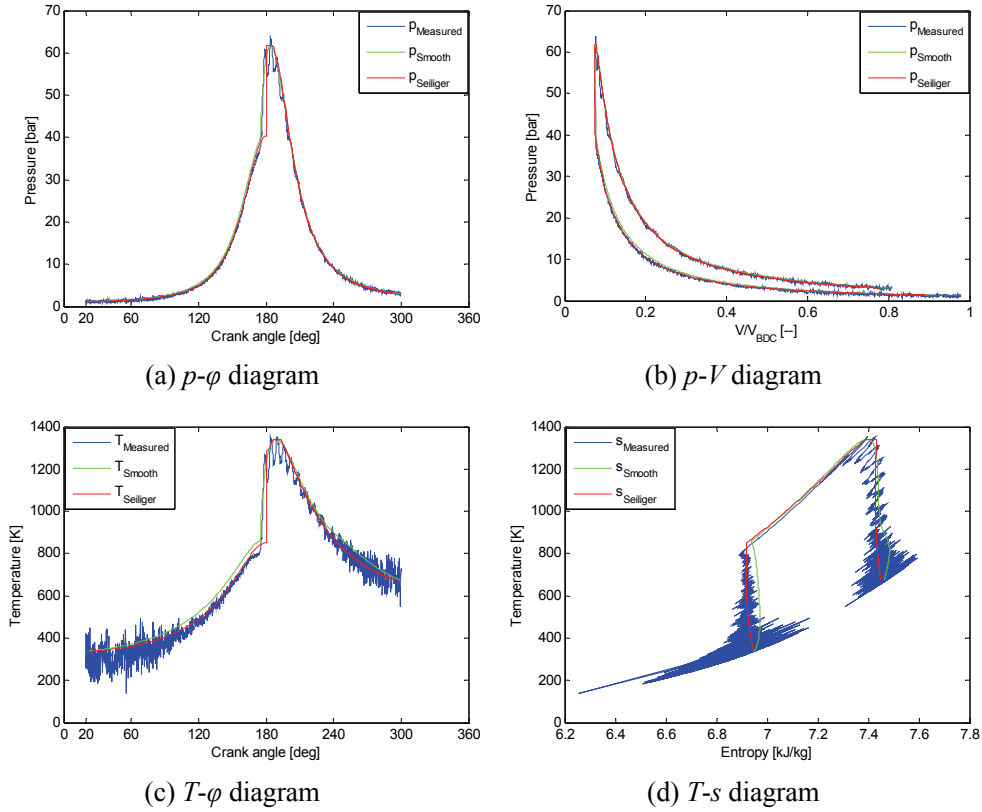 Pressure [bar]
70
60
50
40
30
20
10
0
0 20 60 120 180 240 300 360
Crank angle [deg]
pMeasured
pSmooth
pSeiliger
(a) p-φ diagram
Pressure [bar]
70
60
50
40
30
20
10
0
0 0.2 0.4 0.6 0.8 1
V/VBDC [--]
pMeasured
pSmooth
pSeiliger
(b) p-V diagram
Temperature [K]
1400
1200
1000
800
600
400
200
0
0 20 60 120 180 240 300 360
Crank angle [deg]
TMeasured
TSmooth
TSeiliger
(c) T-φ diagram
Temperature [K]
1400
1200
1000
800
600
400
200
0
6.2 6.4 6.6 6.8 7 7.2 7.4 7.6 7.8
Entropy [kJ/kg]
sMeasured
sSmooth
sSeiliger
(d) T-s diagram